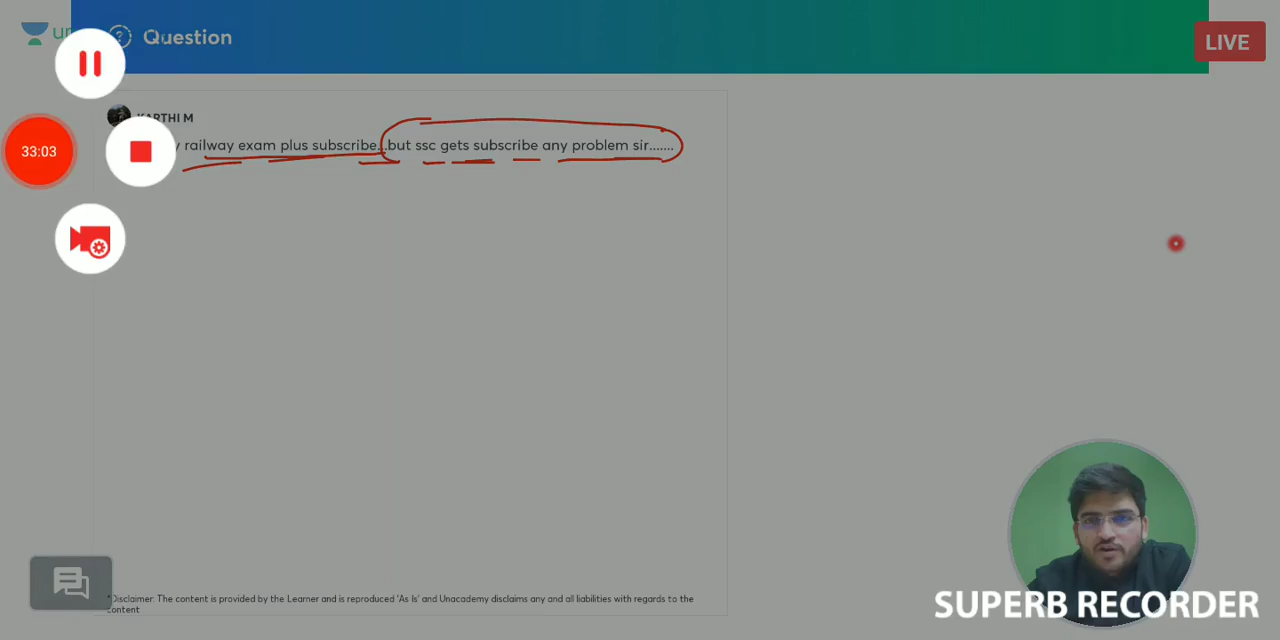 Question
LIVE
KARTHI M
railway exam plus subscribe...but ssc gets subscribe any problem sir.......
33:03
*Disclaimer: The content is provided by the Learner and is reproduced 'As Is' and Unacademy disclaims any and all liabilities with regards to the
content
SUPERB RECORDER